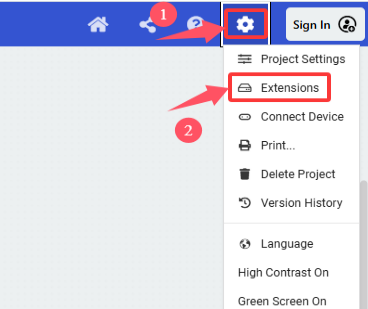 1
Sign In
Project Settings
Extensions
2
Connect Device
Print...
Delete Project
Version History
Language
High Contrast On
Green Screen On